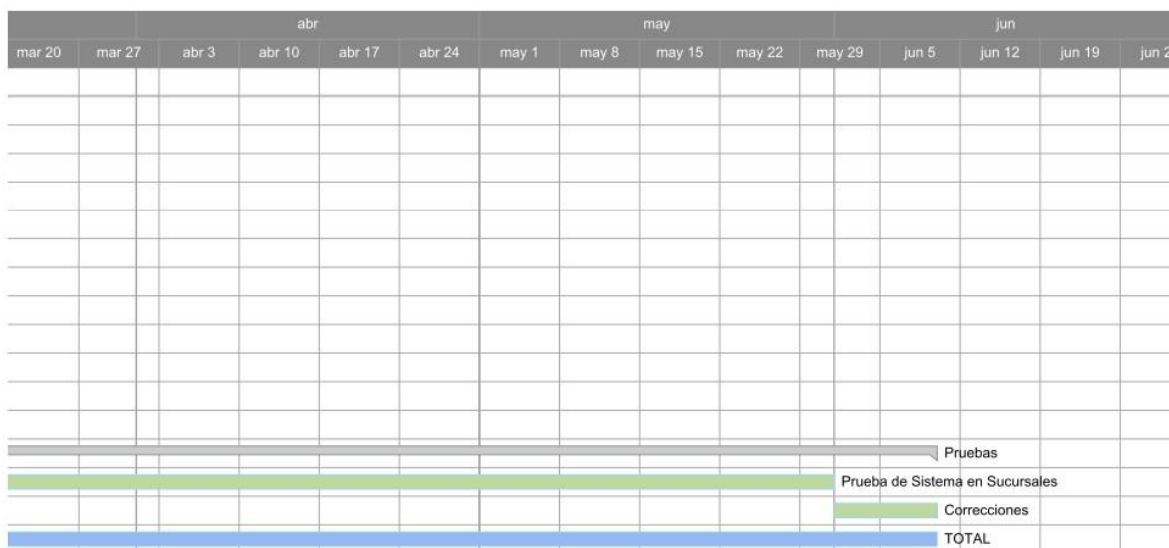 abr may jun
mar 20 mar 27 abr 3 abr 10 abr 17 abr 24 may 1 may 8 may 15 may 22 may 29 jun 5 jun 12 jun 19 jun 2
Pruebas
Prueba de Sistema en Sucursales
Correcciones
TOTAL